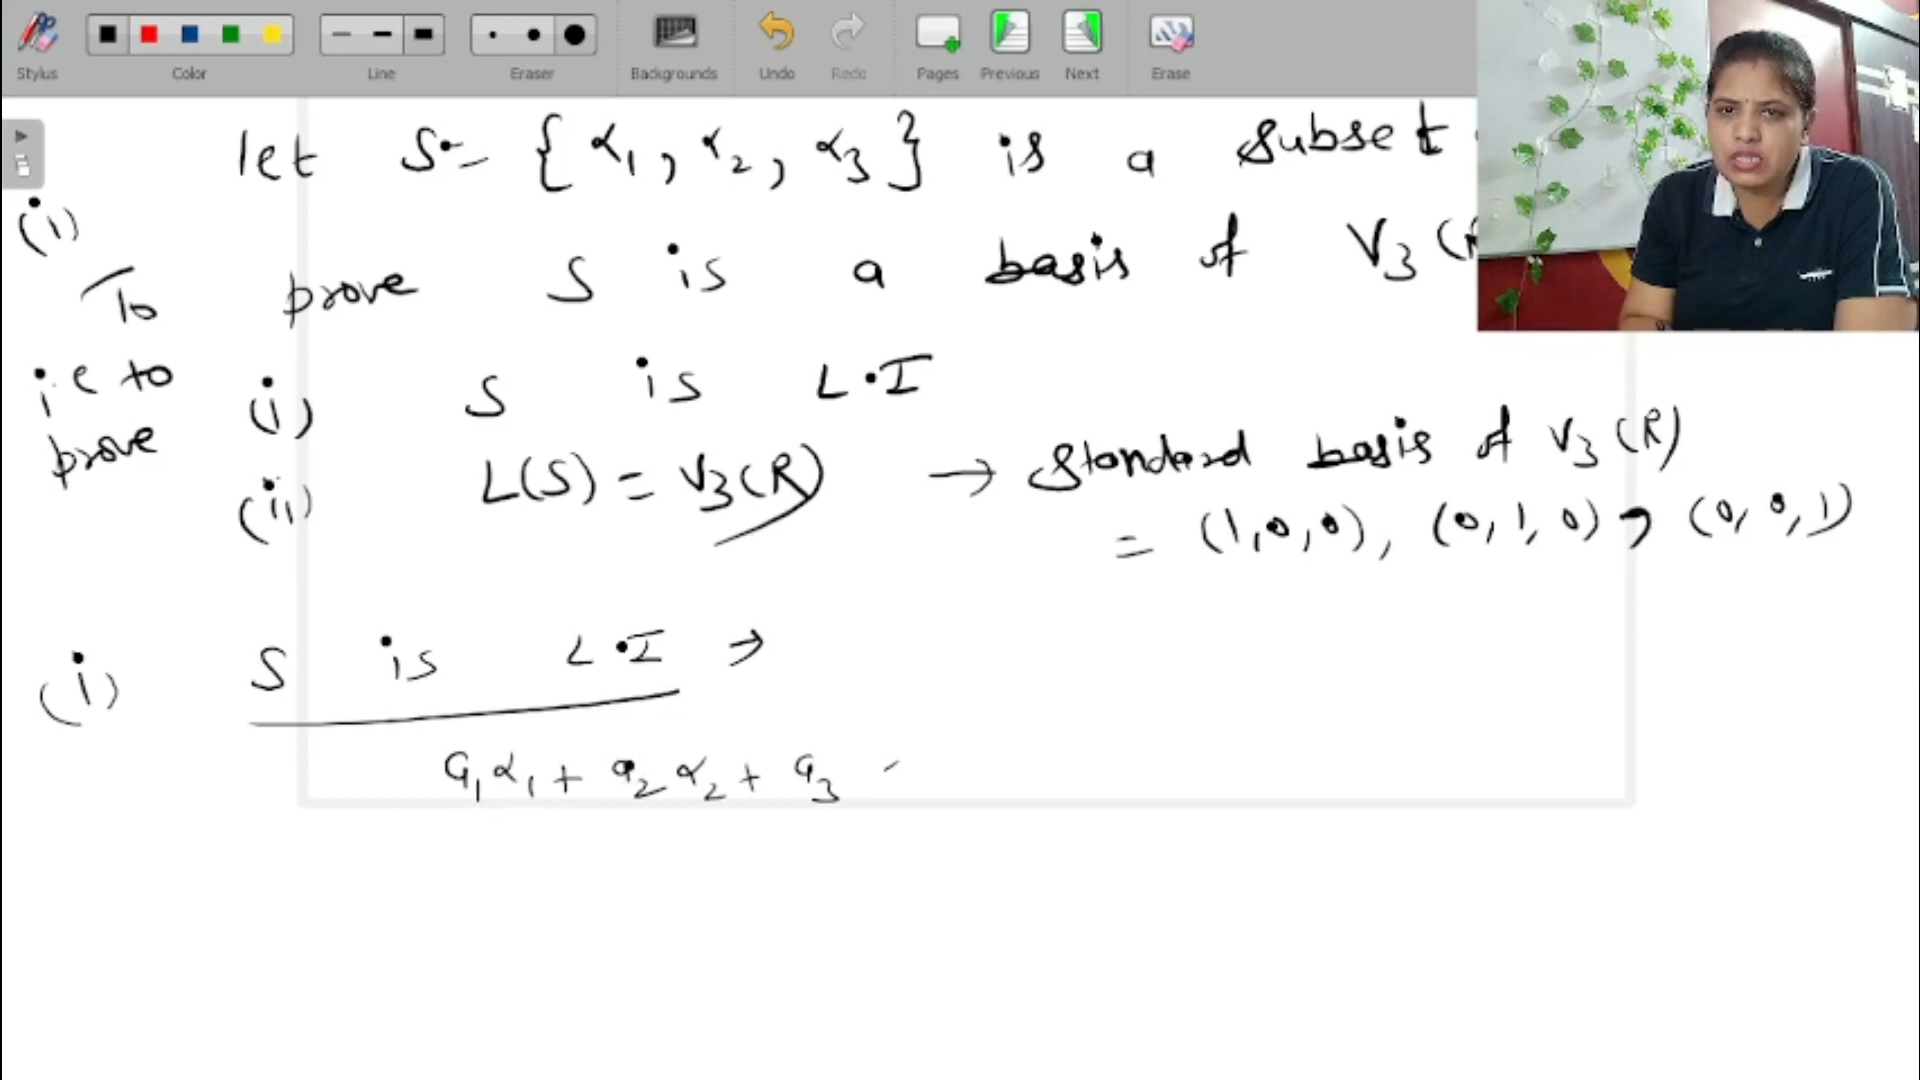 Stylus Color Line Eraser Backgrounds Undo Redo Pages Previous Next Erase
let S = { α₁, α₂, α₃ } is a subset
(i)
To prove S is a basis of V₃(R
i.e to prove (i) S is L.I
(ii) L(S) = V₃(R) → Standard basis of V₃(R)
= (1,0,0), (0,1,0), (0,0,1)
(i) S is L.I ⇒
a₁α₁ + a₂α₂ + a₃